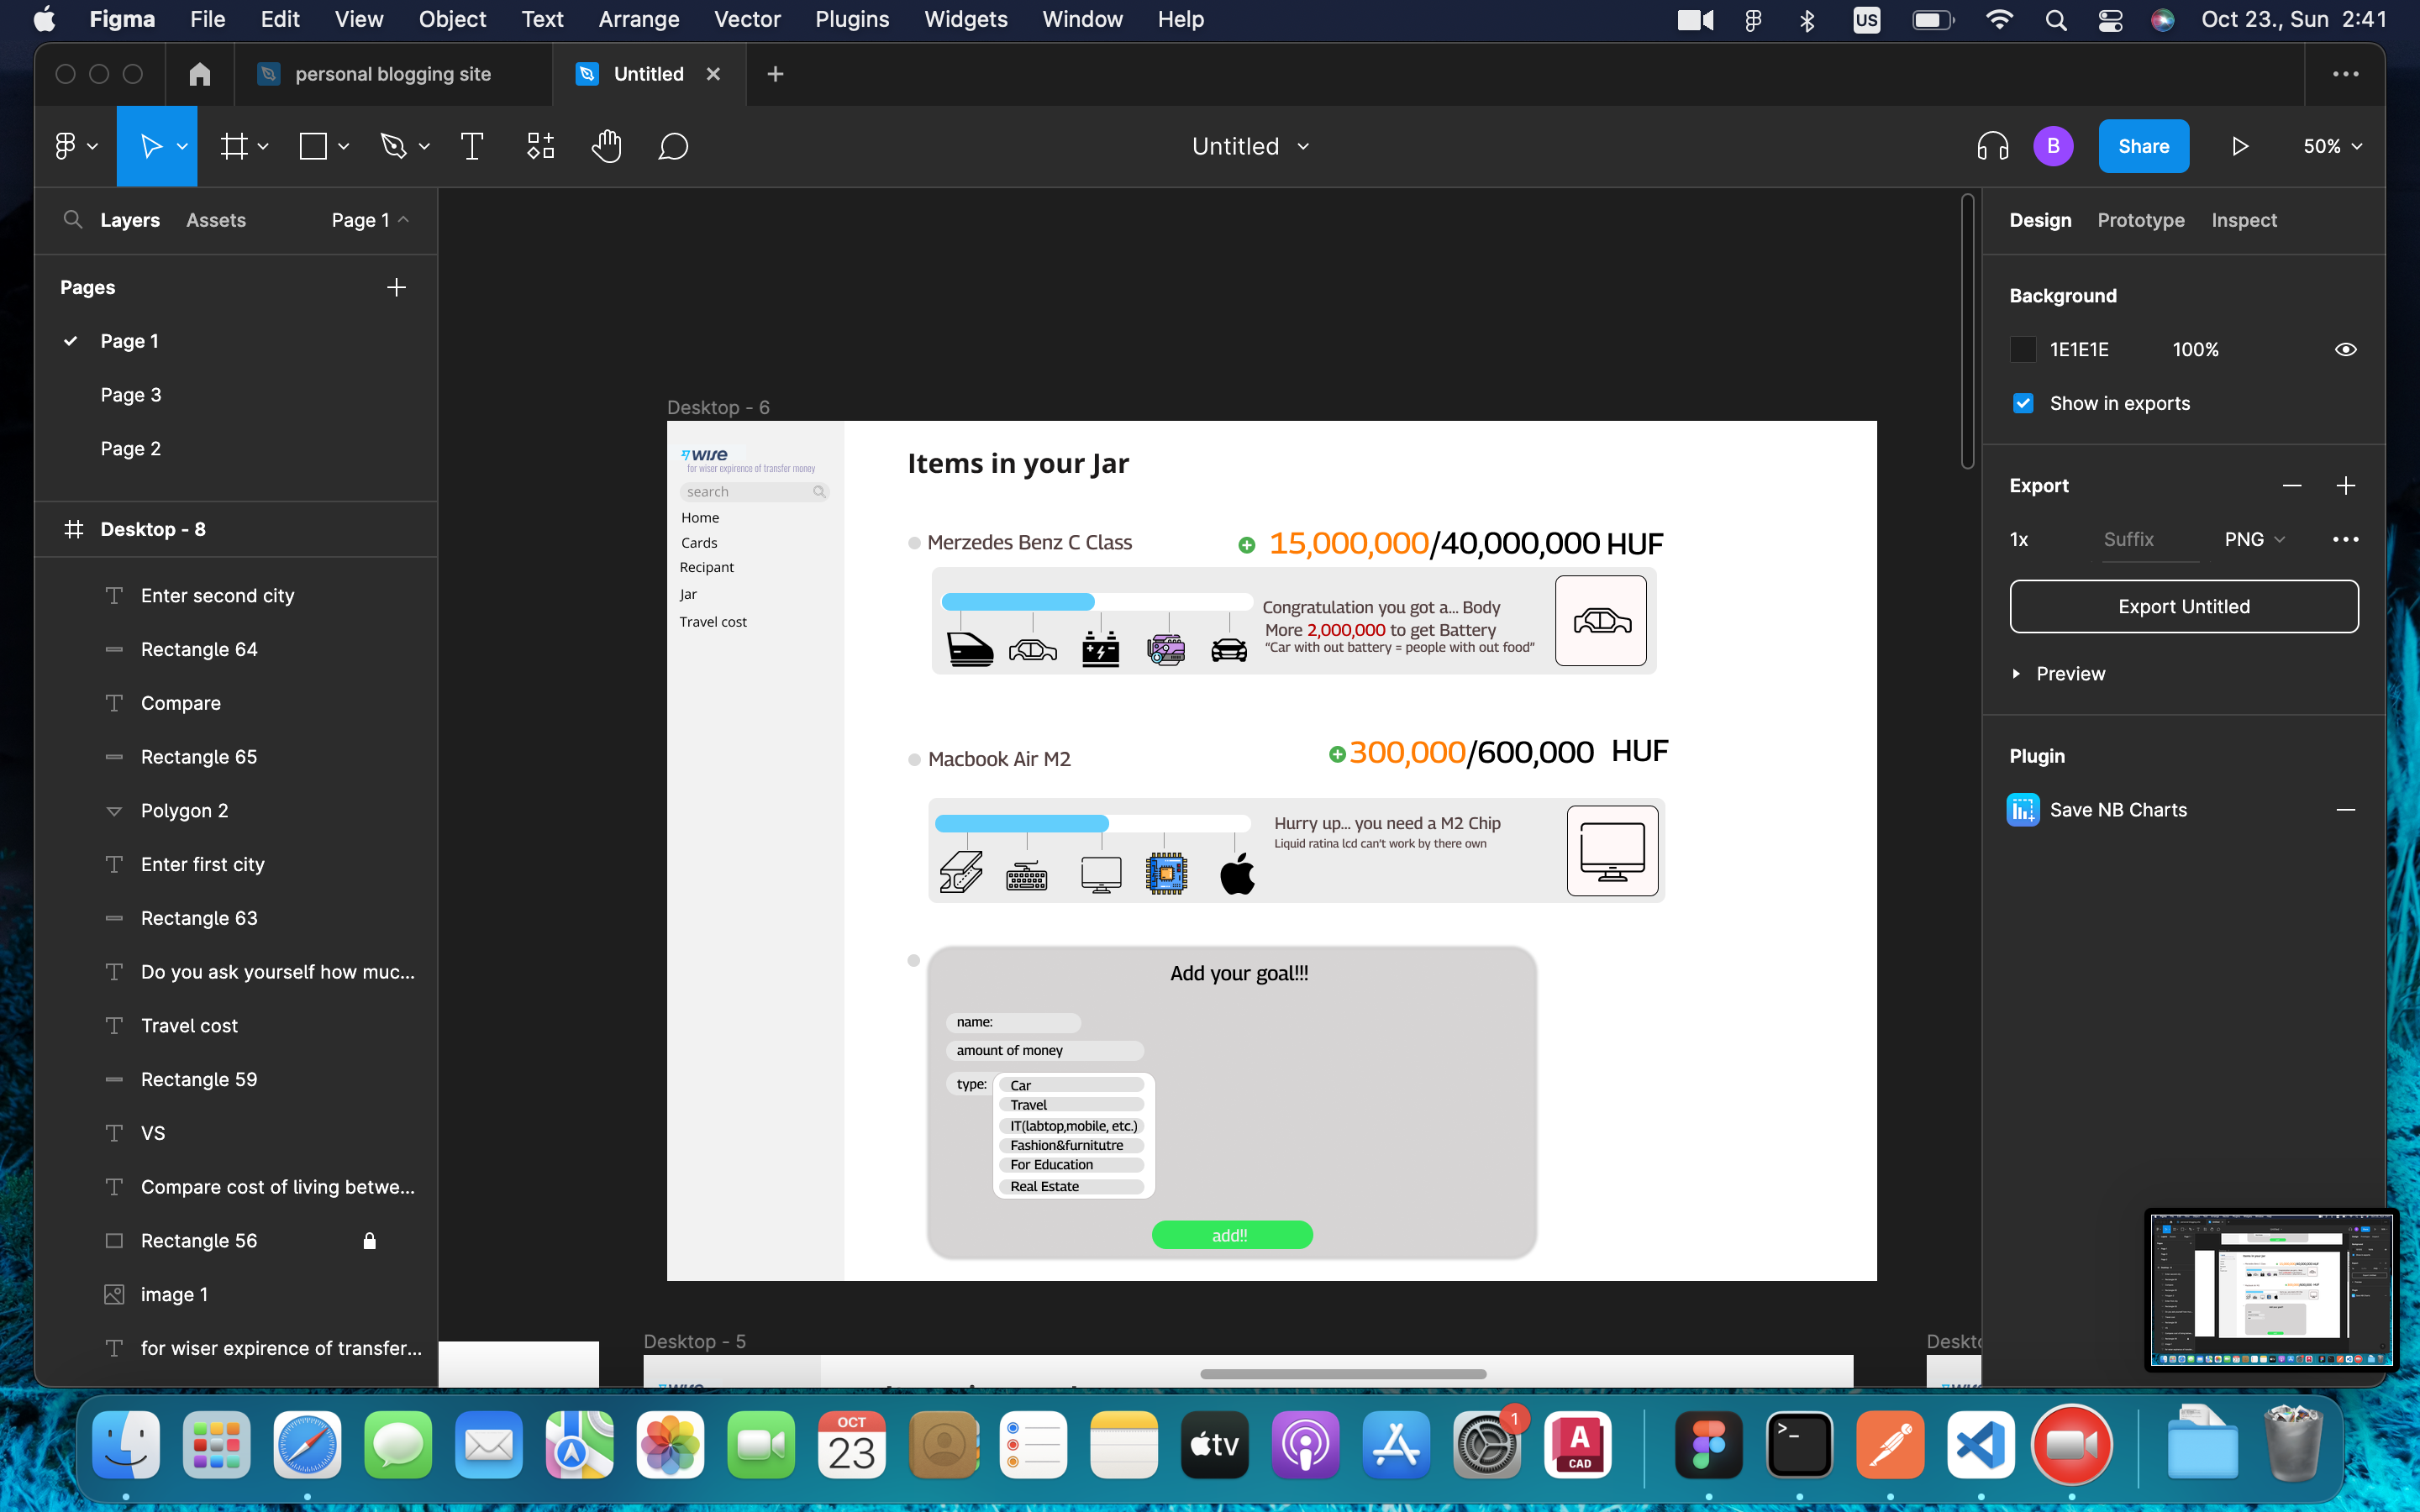 Figma File Edit View Object Text Arrange Vector Plugins Widgets Window Help US Oct 23., Sun 2:41
personal blogging site Untitled
Untitled B Share 50%
Layers Assets Page 1
Pages
Page 1
Page 3
Page 2
Desktop - 8
Enter second city
Rectangle 64
Compare
Rectangle 65
Polygon 2
Enter first city
Rectangle 63
Do you ask yourself how muc...
Travel cost
Rectangle 59
VS
Compare cost of living betwe...
Rectangle 56
image 1
for wiser expirence of transfer...
Desktop - 6
wise
for wiser expirence of transfer money
search
Home
Cards
Recipant
Jar
Travel cost
Items in your Jar
Merzedes Benz C Class 15,000,000/40,000,000 HUF
Congratulation you got a... Body
More 2,000,000 to get Battery
“Car with out battery = people with out food”
Macbook Air M2 300,000/600,000 HUF
Hurry up... you need a M2 Chip
Liquid ratina lcd can’t work by there own
Add your goal!!!
name:
amount of money
type: Car
Travel
IT(labtop,mobile, etc.)
Fashion&furnitutre
For Education
Real Estate
add!!
Desktop - 5
Design Prototype Inspect
Background
1E1E1E 100%
Show in exports
Export
1x Suffix PNG
Export Untitled
Preview
Plugin
Save NB Charts
OCT
23
tv
1
A
CAD
>_